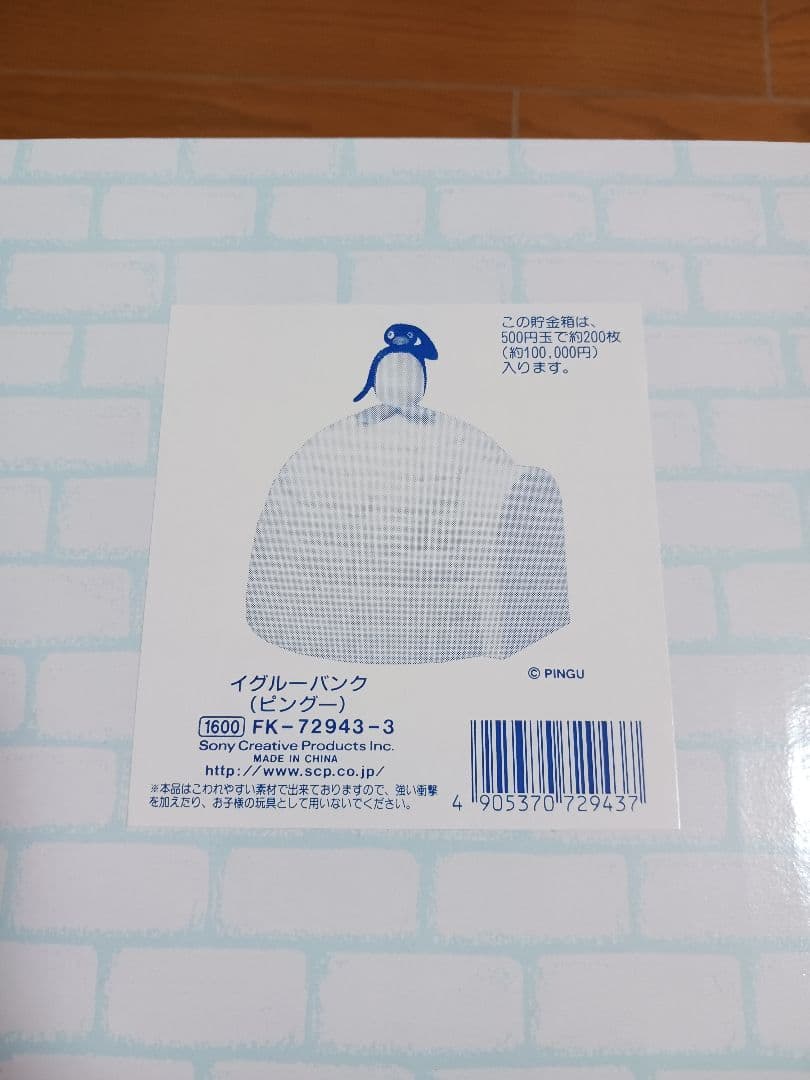 この貯金箱は、
500円玉で約200枚
(約100,000円)
入ります。
© PINGU
イグルーバンク
(ピングー)
1600 FK-72943-3
Sony Creative Products Inc.
MADE IN CHINA
http://www.scp.co.jp/
※本品はこわれやすい素材で出来ておりますので、強い衝撃
を加えたり、お子様の玩具として用いないでください。
4 905370 729437